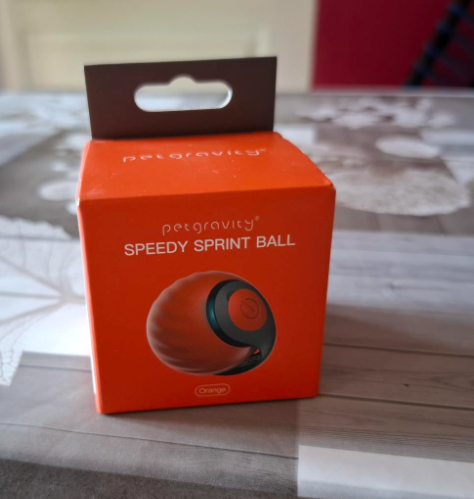 petgravity®
petgravity®
SPEEDY SPRINT BALL
Orange